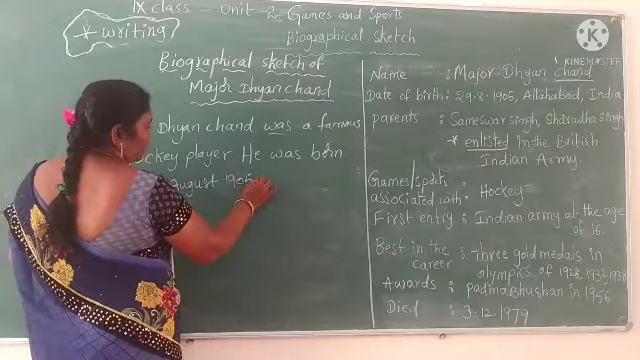 IX class - Unit - 2 Games and Sports
* writing
Biographical Sketch
Biographical sketch of
Major Dhyan chand
Dhyan chand was a famous
ockey player. He was born
August 1905
Name : Major Dhyan chand
Date of birth : 29.8.1905, Allahabad, India
parents : Sameswar singh, Sharadha singh
* enlisted in the British
Indian Army.
Games/sports
associated with : Hockey
First entry : Indian army at the age
of 16.
Best in the : Three gold medals in
career olympics of 1928, 1932, 1936
Awards : padma bhushan in 1956
Died : 3.12.1979
KINEMASTER